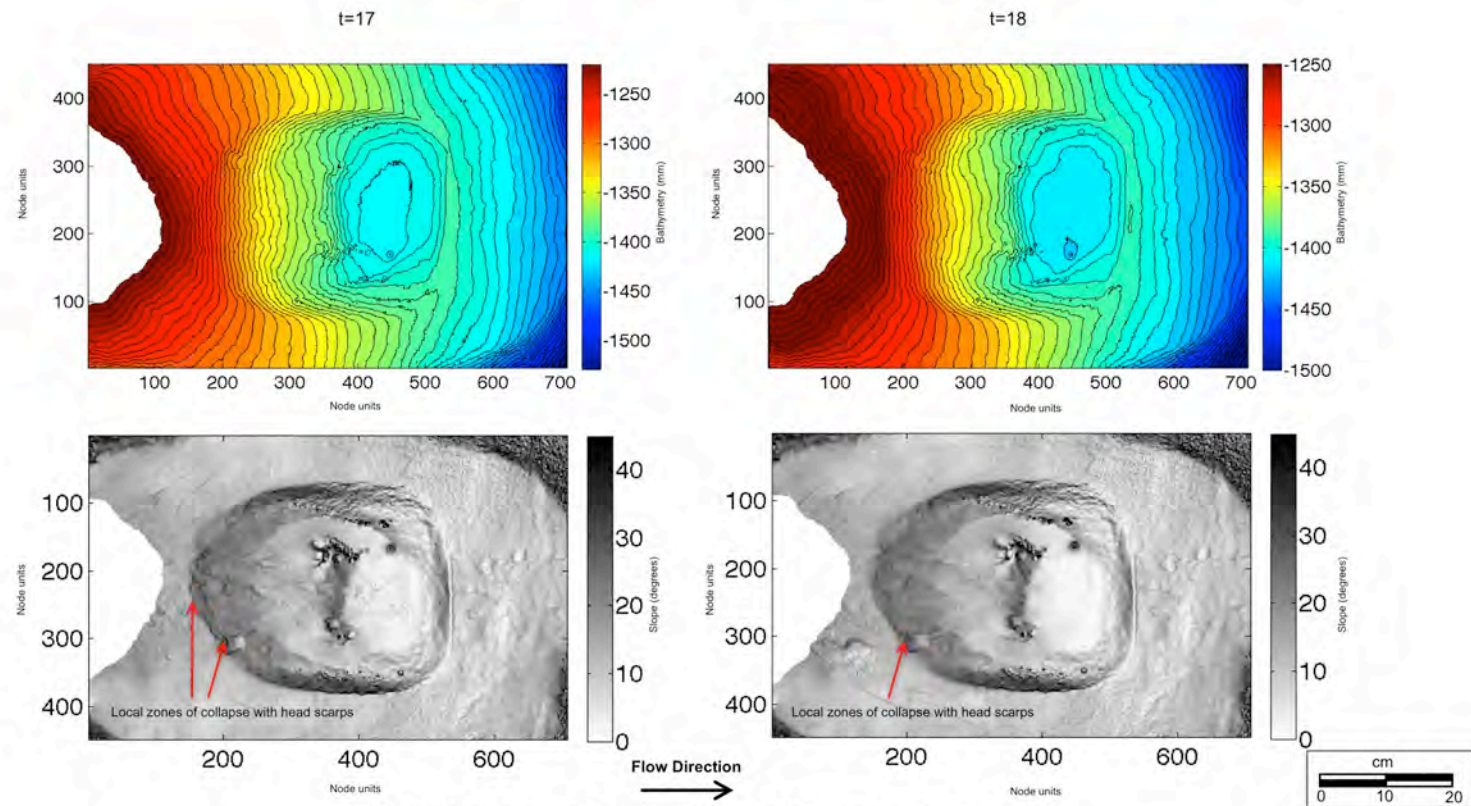 t=17
t=18
400
300
200
100
Node units
100 200 300 400 500 600 700
Node units
-1250
-1300
-1350
-1400
-1450
-1500
Bathymetry (mm)
400
300
200
100
Node units
100 200 300 400 500 600 700
Node units
-1250
-1300
-1350
-1400
-1450
-1500
Bathymetry (mm)
100
200
300
400
Node units
Local zones of collapse with head scarps
200 400 600
Node units
40
30
20
10
0
Slope (degrees)
100
200
300
400
Node units
Local zones of collapse with head scarps
200 400 600
Node units
40
30
20
10
0
Slope (degrees)
Flow Direction
cm
0 10 20